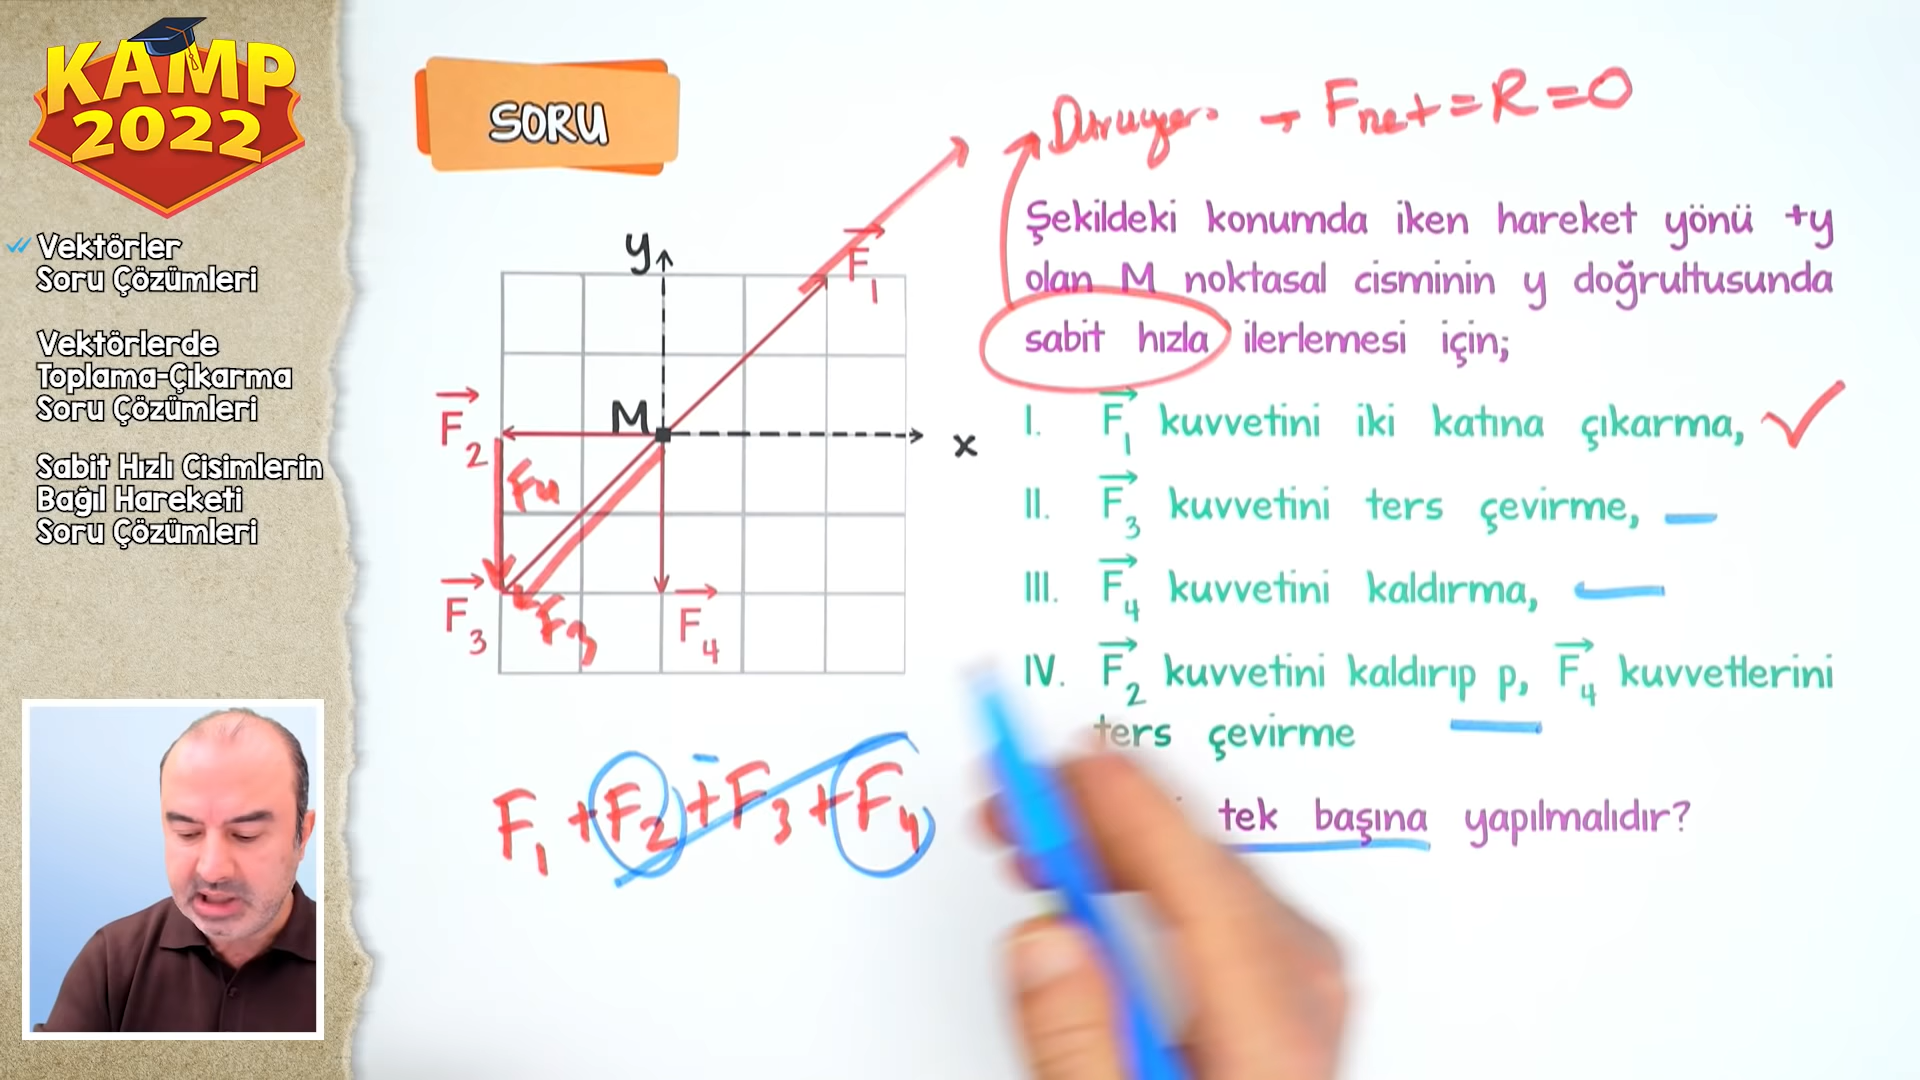 KAMP
2022
Vektörler
Soru Çözümleri
Vektörlerde
Toplama-Çıkarma
Soru Çözümleri
Sabit Hızlı Cisimlerin
Bağıl Hareketi
Soru Çözümleri
SORU
Duruyor → Fnet = R = 0
Şekildeki konumda iken hareket yönü +y
olan M noktasal cisminin y doğrultusunda
sabit hızla ilerlemesi için;
I. F₁ kuvvetini iki katına çıkarma,
II. F₃ kuvvetini ters çevirme,
III. F₄ kuvvetini kaldırma,
IV. F₂ kuvvetini kaldırıp p, F₄ kuvvetlerini
ters çevirme
tek başına yapılmalıdır?
y
F₁
M
x
F₂
F₄
F₃
F₃
F₄
F₁ + F₂ + F₃ + F₄